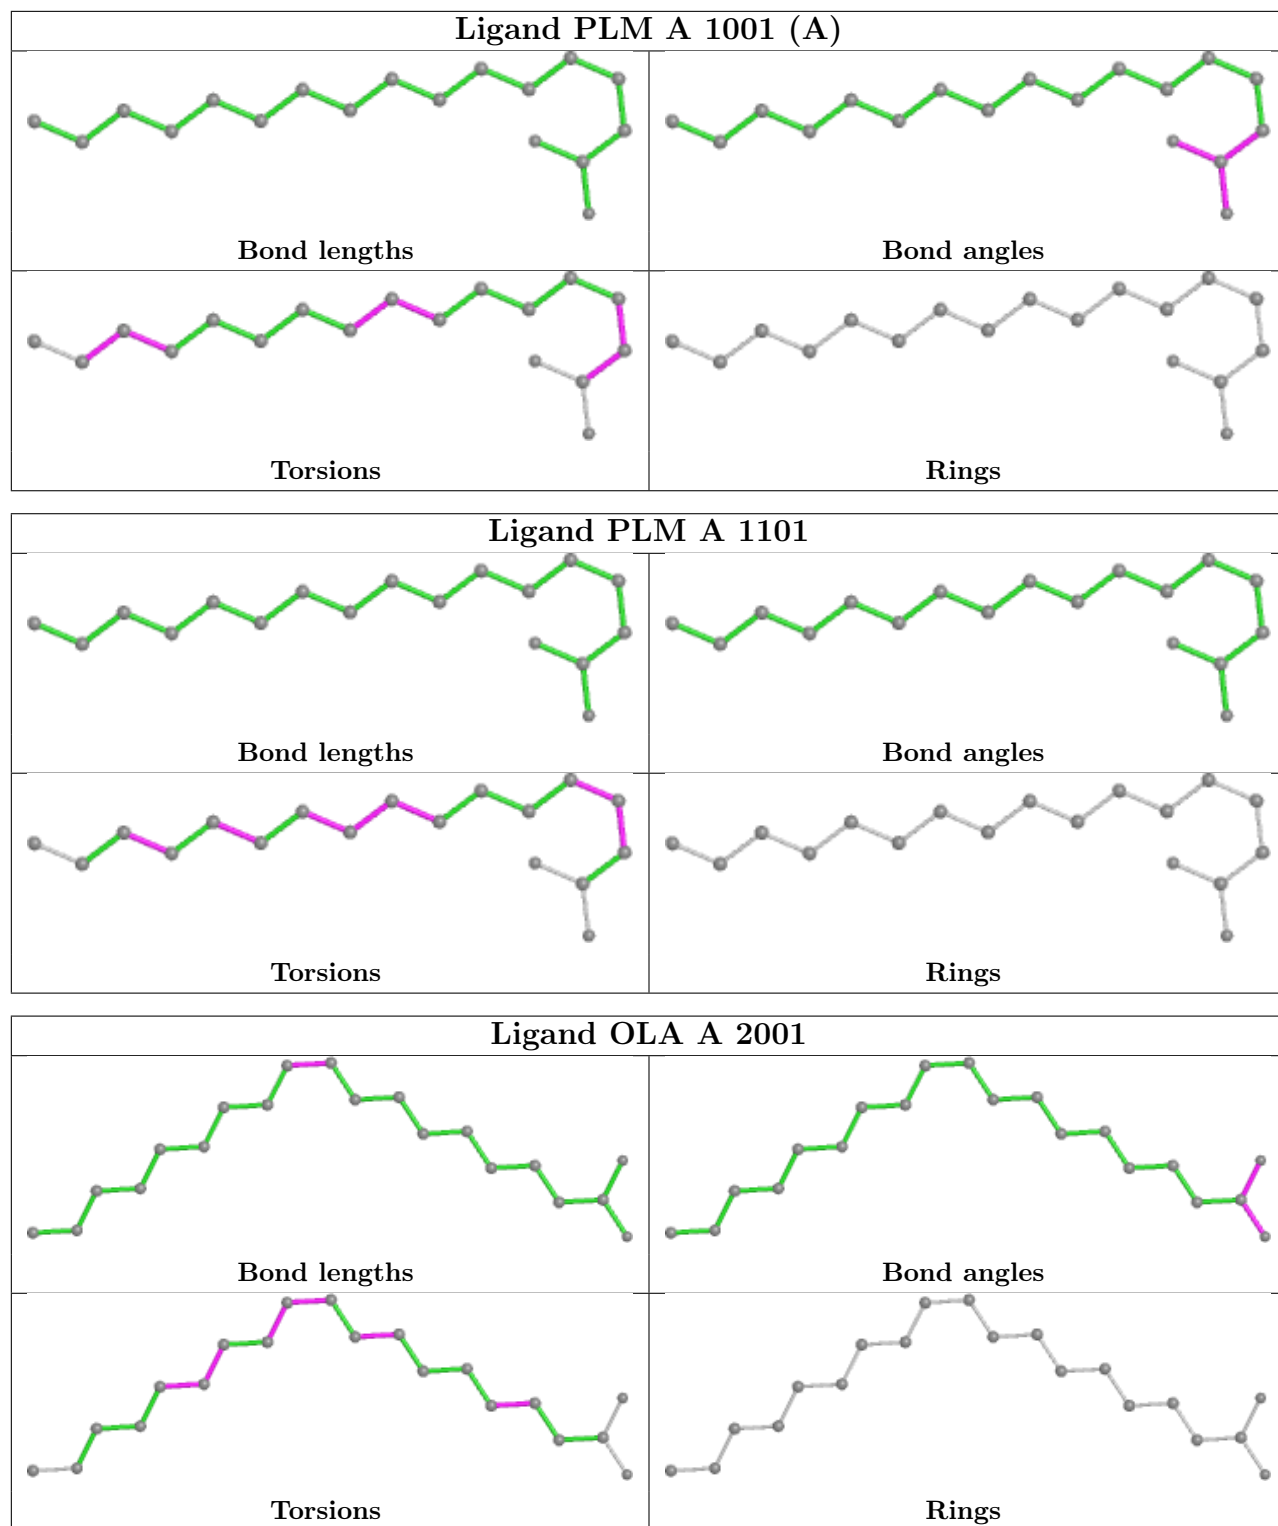 Ligand PLM A 1001 (A)
Bond lengths
Bond angles
Torsions
Rings
Ligand PLM A 1101
Bond lengths
Bond angles
Torsions
Rings
Ligand OLA A 2001
Bond lengths
Bond angles
Torsions
Rings